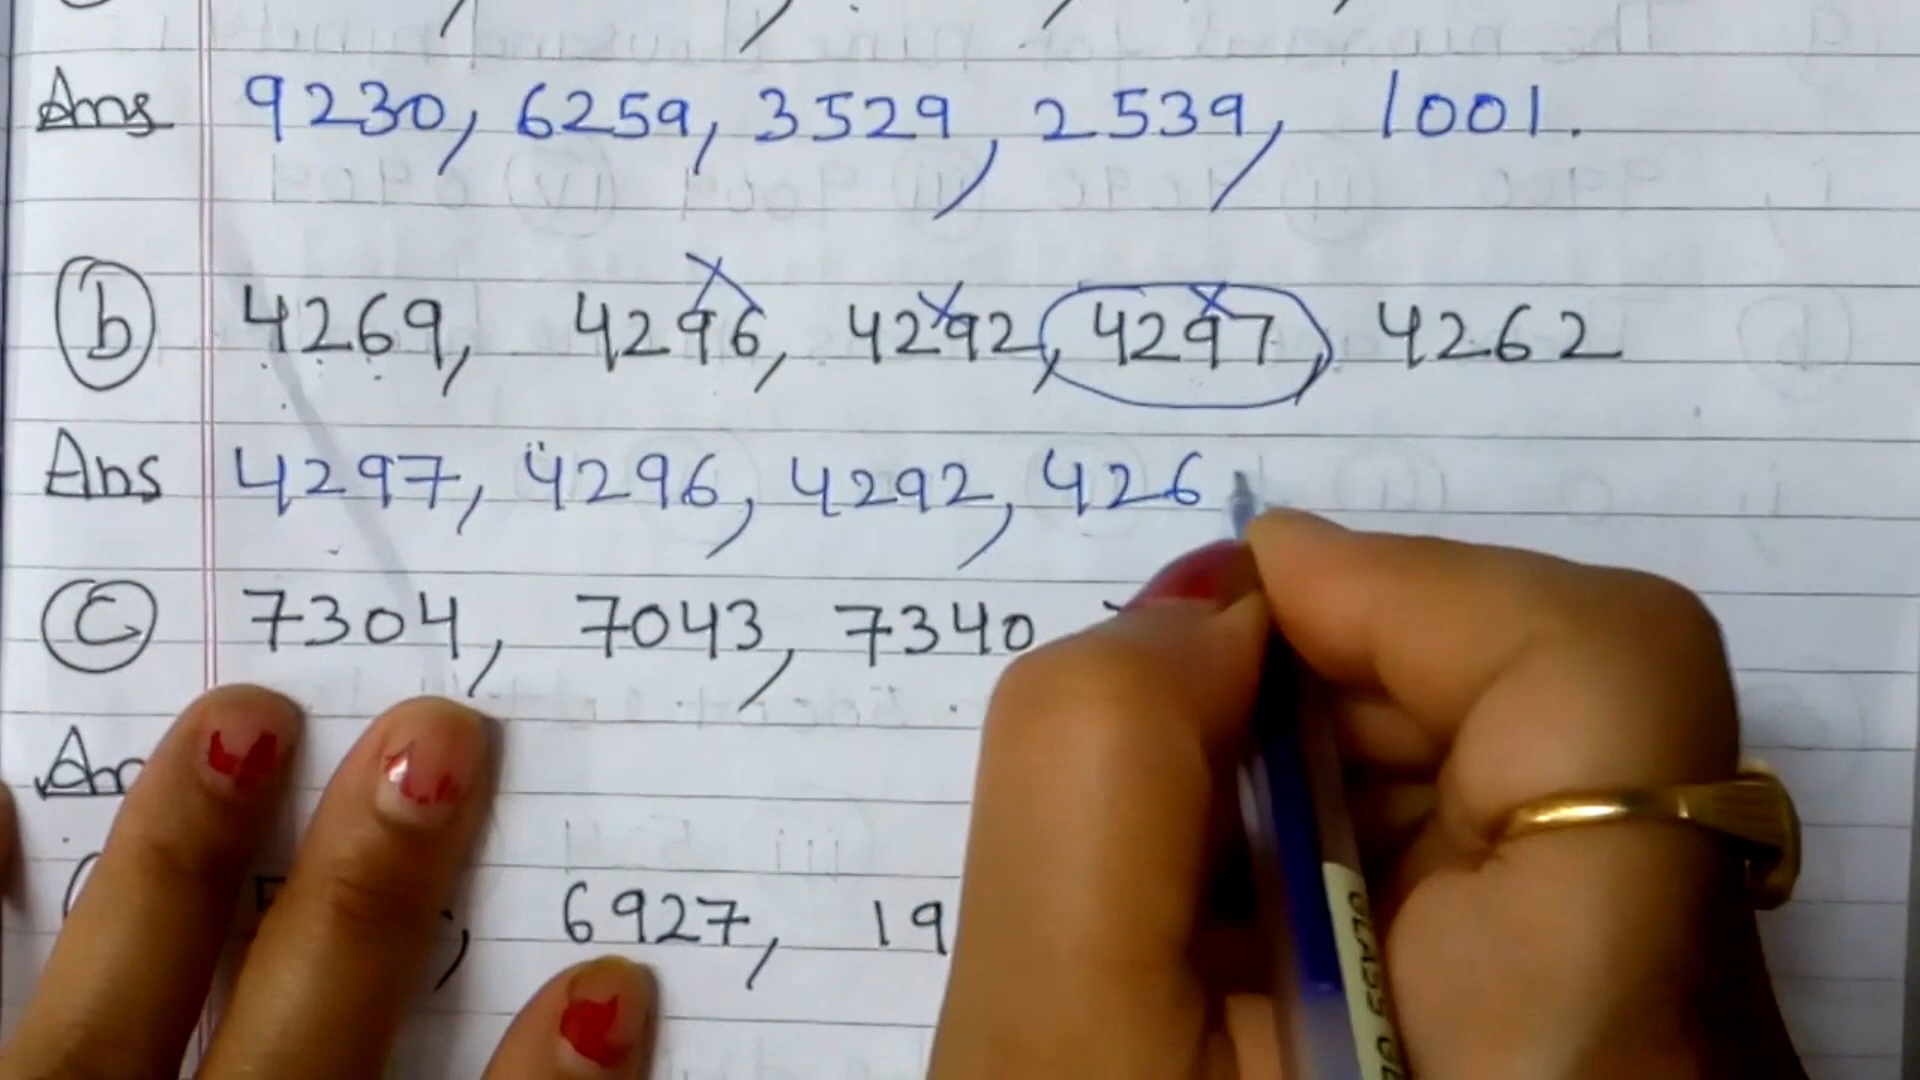 Ans 9230, 6259, 3529, 2539, 1001.
b 4269, 4296, 4292, 4297, 4262
Ans 4297, 4296, 4292, 426
c 7304, 7043, 7340
6927, 19